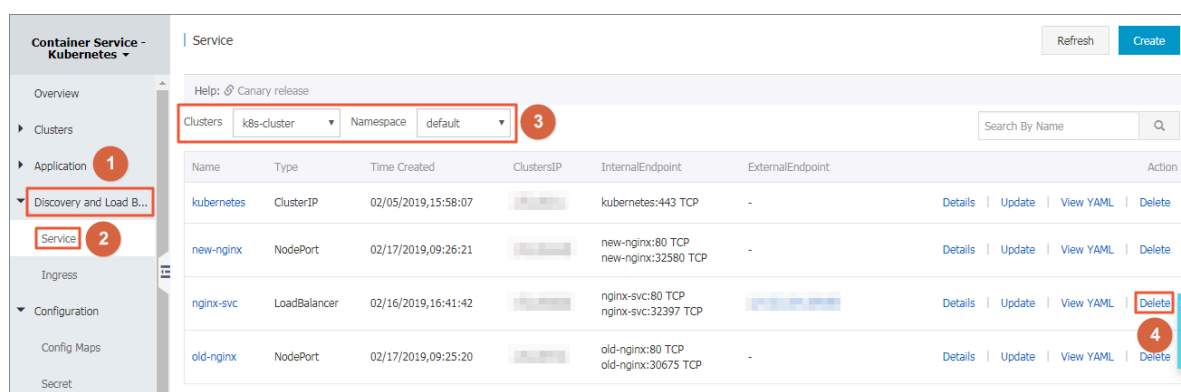 Container Service -
Kubernetes
Overview
Clusters
Application
1
Discovery and Load B...
Service
2
Ingress
Configuration
Config Maps
Secret
Service
Refresh
Create
Help: Canary release
Clusters k8s-cluster Namespace default 3
Search By Name
Name Type Time Created ClustersIP InternalEndpoint ExternalEndpoint Action
kubernetes ClusterIP 02/05/2019,15:58:07 kubernetes:443 TCP - Details | Update | View YAML | Delete
new-nginx NodePort 02/17/2019,09:26:21 new-nginx:80 TCP
new-nginx:32580 TCP - Details | Update | View YAML | Delete
nginx-svc LoadBalancer 02/16/2019,16:41:42 nginx-svc:80 TCP
nginx-svc:32397 TCP Details | Update | View YAML | Delete
4
old-nginx NodePort 02/17/2019,09:25:20 old-nginx:80 TCP
old-nginx:30675 TCP - Details | Update | View YAML | Delete